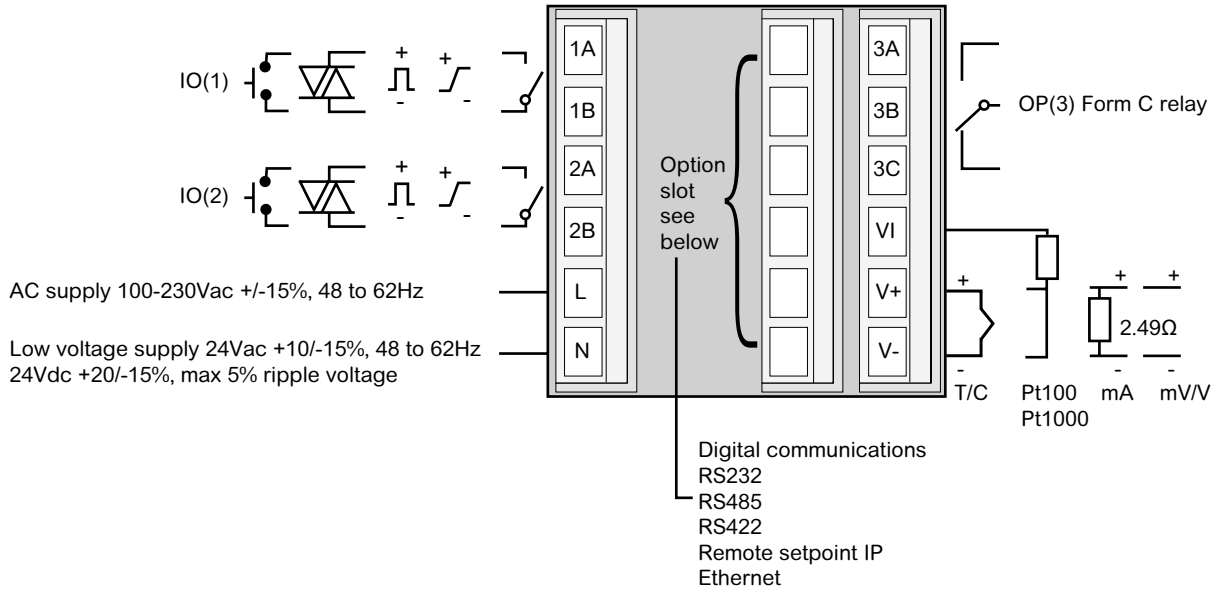 1A
1B
2A
2B
L
N
3A
3B
3C
VI
V+
V-
IO(1)
+
-
+
-
IO(2)
+
-
+
-
AC supply 100-230Vac +/-15%, 48 to 62Hz
Low voltage supply 24Vac +10/-15%, 48 to 62Hz
24Vdc +20/-15%, max 5% ripple voltage
Option
slot
see
below
OP(3) Form C relay
+
-
T/C
Pt100
Pt1000
+
2.49Ω
-
mA
+
-
mV/V
Digital communications
RS232
RS485
RS422
Remote setpoint IP
Ethernet